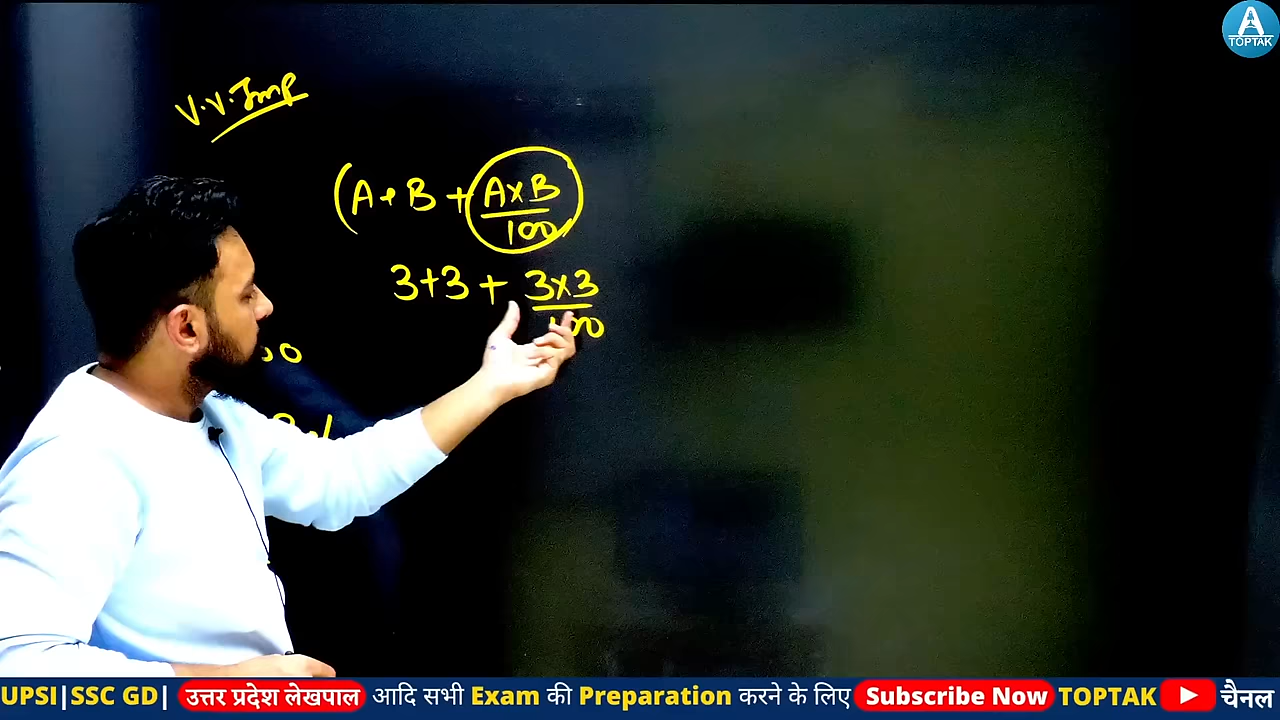 A
TOPTAK
V.V.Imp
(A+B + A×B/100
3+3 + 3×3/100
UPSI|SSC GD| उत्तर प्रदेश लेखपाल आदि सभी Exam की Preparation करने के लिए Subscribe Now TOPTAK चैनल